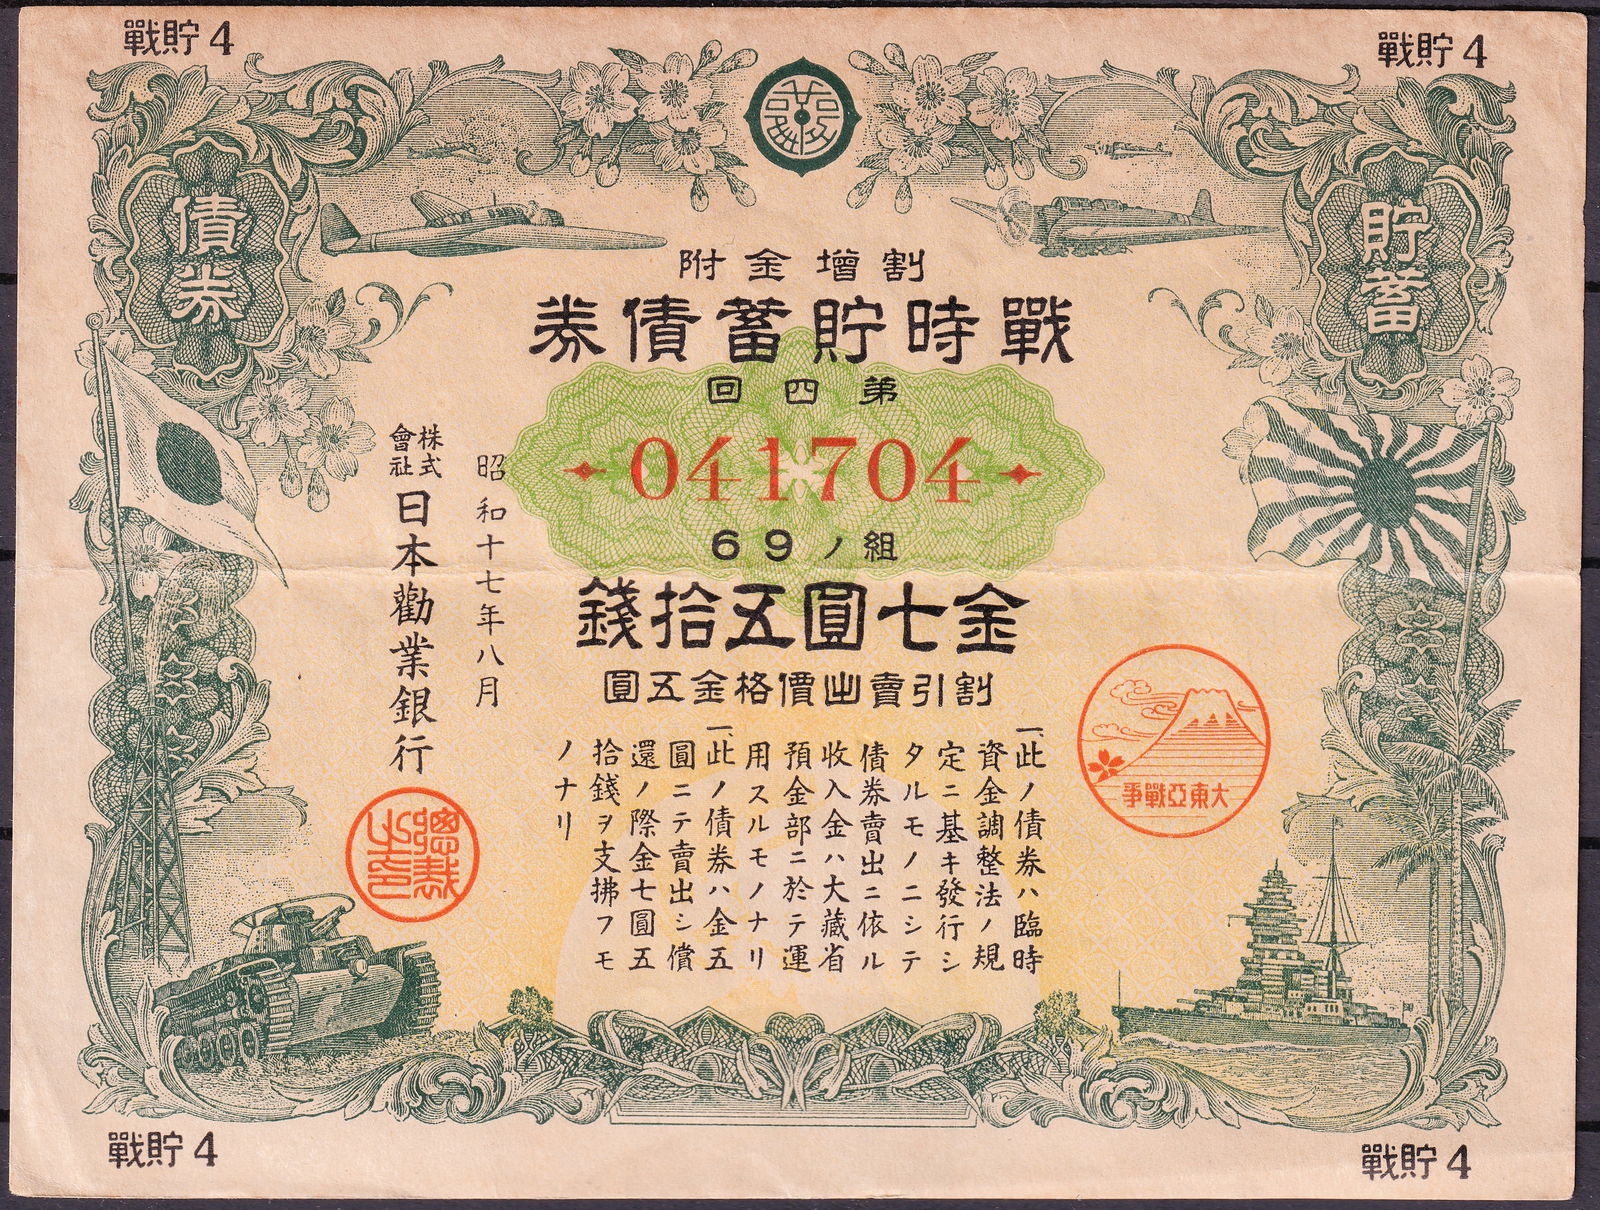 戰貯4
戰貯4
貯蓄
債券
割增金附
戰時貯蓄債券
第四回
041704
組ノ69
金七圓五拾錢
割引賣出價格金五圓
一、此ノ債券ハ臨時
資金調整法ノ規
定ニ基キ發行シ
タルモノニシテ
債券賣出ニ依ル
收入金ハ大藏省
預金部ニ於テ運
用スルモノナリ
一、此ノ債券ハ金五
圓ニテ賣出シ償
還ノ際金七圓五
拾錢ヲ支拂フモ
ノナリ
昭和十七年八月
株式會社日本勸業銀行
總裁之印
大東亞戰爭
戰貯4
戰貯4